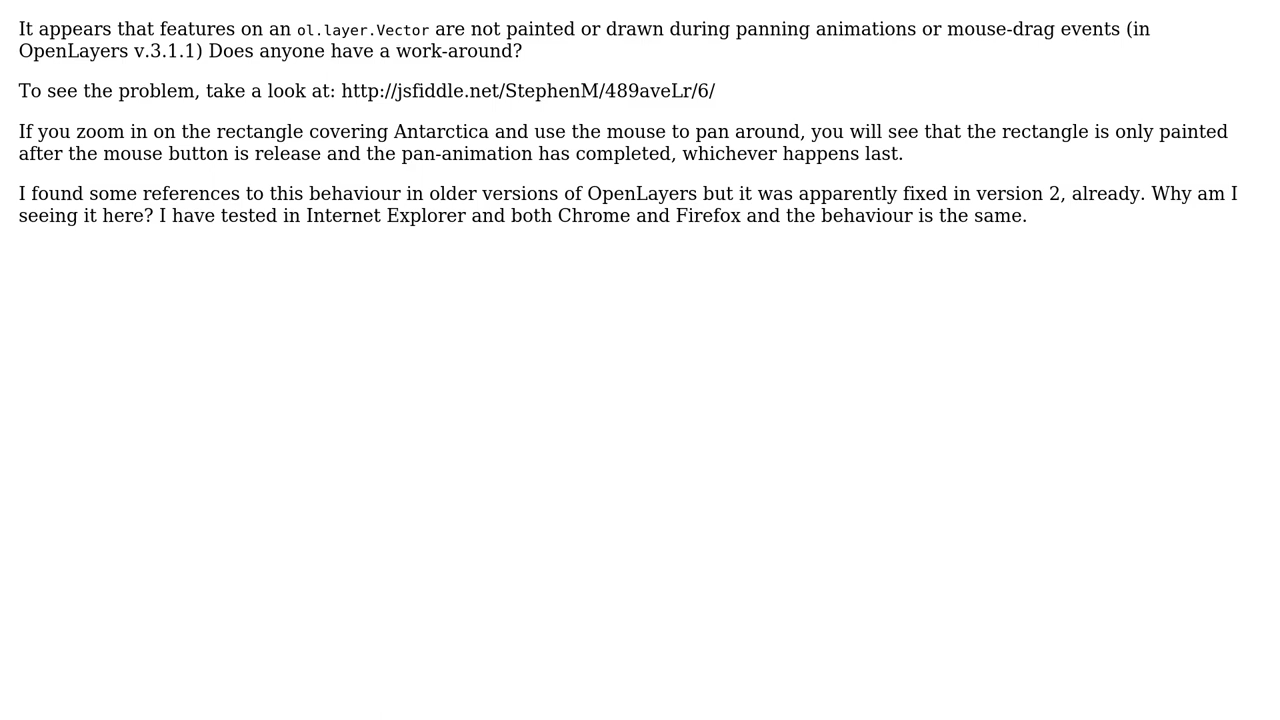 It appears that features on an ol.layer.Vector are not painted or drawn during panning animations or mouse-drag events (in
OpenLayers v.3.1.1) Does anyone have a work-around?
To see the problem, take a look at: http://jsfiddle.net/StephenM/489aveLr/6/
If you zoom in on the rectangle covering Antarctica and use the mouse to pan around, you will see that the rectangle is only painted
after the mouse button is release and the pan-animation has completed, whichever happens last.
I found some references to this behaviour in older versions of OpenLayers but it was apparently fixed in version 2, already. Why am I
seeing it here? I have tested in Internet Explorer and both Chrome and Firefox and the behaviour is the same.